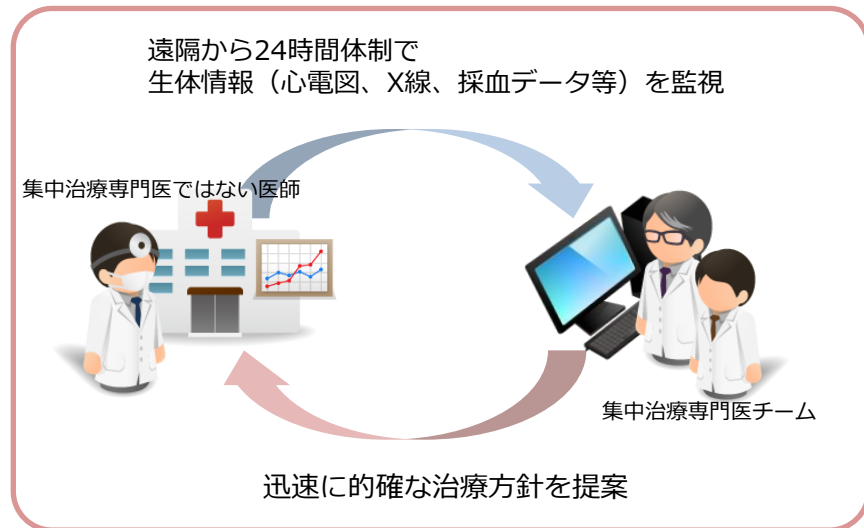 遠隔から24時間体制で
生体情報（心電図、X線、採血データ等）を監視
集中治療専門医ではない医師
集中治療専門医チーム
迅速に的確な治療方針を提案